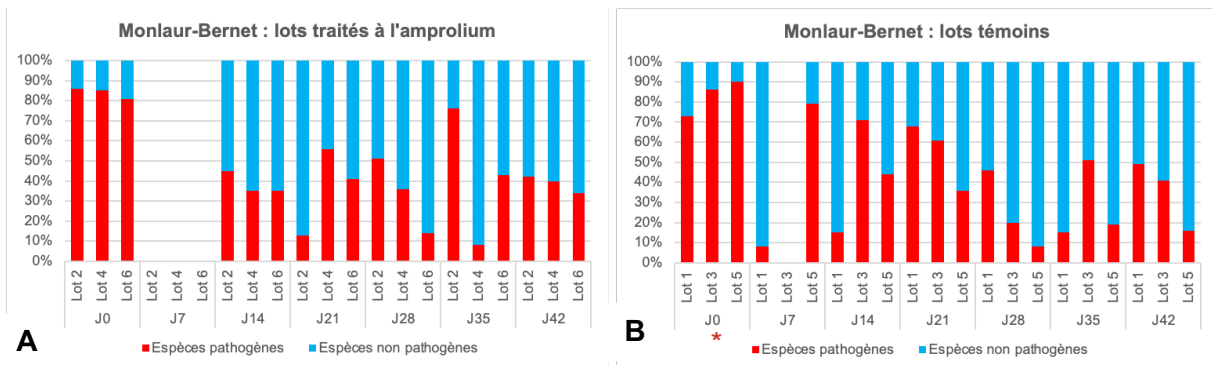 Monlaur-Bernet : lots traités à l'amprolium
100%
90%
80%
70%
60%
50%
40%
30%
20%
10%
0%
Lot 2 Lot 4 Lot 6 Lot 2 Lot 4 Lot 6 Lot 2 Lot 4 Lot 6 Lot 2 Lot 4 Lot 6 Lot 2 Lot 4 Lot 6 Lot 2 Lot 4 Lot 6 Lot 2 Lot 4 Lot 6
J0 J7 J14 J21 J28 J35 J42
A
Espèces pathogènes Espèces non pathogènes
Monlaur-Bernet : lots témoins
100%
90%
80%
70%
60%
50%
40%
30%
20%
10%
0%
Lot 1 Lot 3 Lot 5 Lot 1 Lot 3 Lot 5 Lot 1 Lot 3 Lot 5 Lot 1 Lot 3 Lot 5 Lot 1 Lot 3 Lot 5 Lot 1 Lot 3 Lot 5 Lot 1 Lot 3 Lot 5
J0 J7 J14 J21 J28 J35 J42
*
B
Espèces pathogènes Espèces non pathogènes